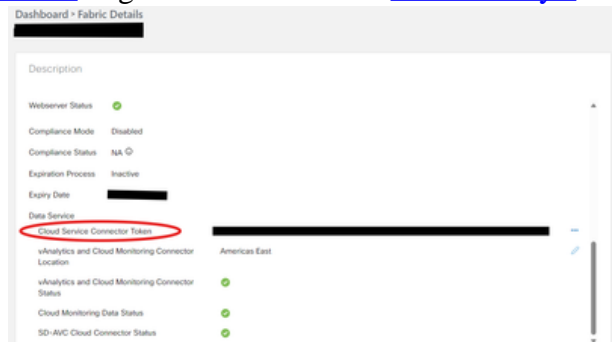 Dashboard > Fabric Details
Description
Webserver Status
Compliance Mode Disabled
Compliance Status NA
Expiration Process Inactive
Expiry Date
Data Service
Cloud Service Connector Token
vAnalytics and Cloud Monitoring Connector Americas East
Location
vAnalytics and Cloud Monitoring Connector
Status
Cloud Monitoring Data Status
SD-AVC Cloud Connector Status